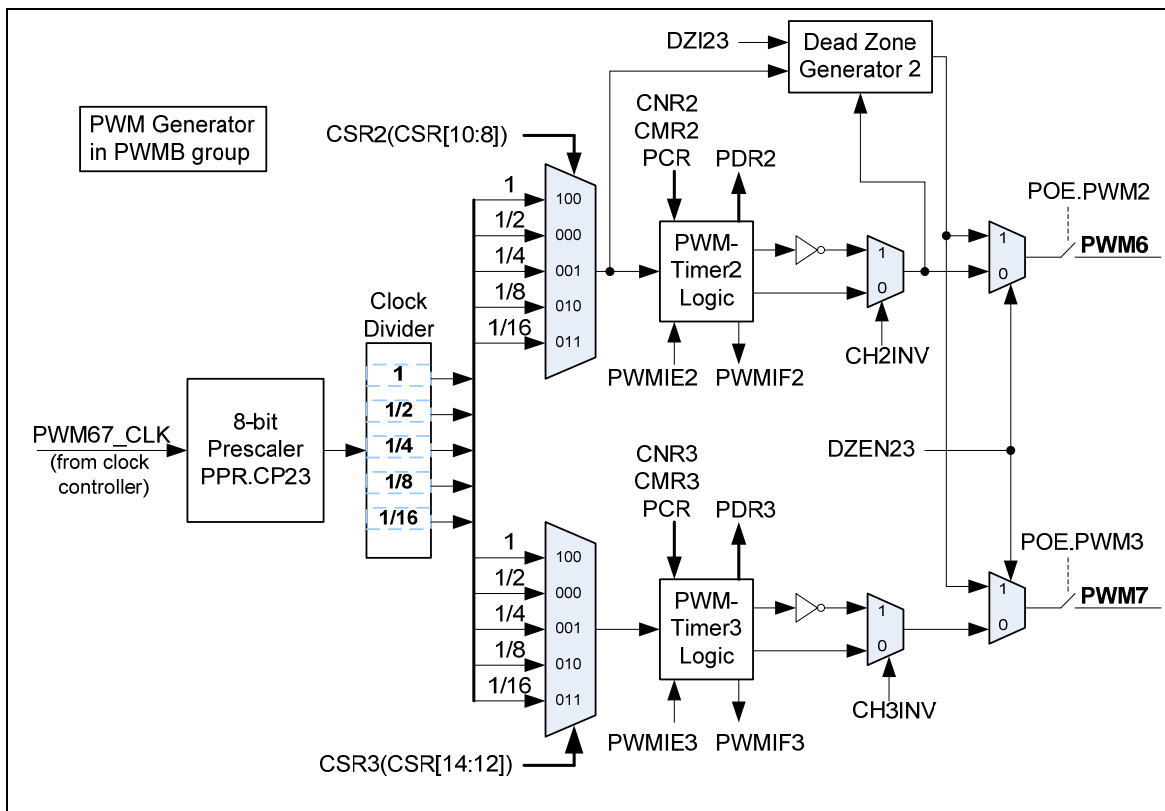 PWM Generator
in PWMB group
DZI23
Dead Zone
Generator 2
CSR2(CSR[10:8])
CNR2
CMR2
PCR
PDR2
1
1/2
1/4
1/8
1/16
100
000
001
010
011
PWM-
Timer2
Logic
1
0
PWMIE2
PWMIF2
CH2INV
1
0
POE.PWM2
PWM6
PWM67_CLK
(from clock
controller)
8-bit
Prescaler
PPR.CP23
Clock
Divider
1
1/2
1/4
1/8
1/16
DZEN23
CNR3
CMR3
PCR
PDR3
1
1/2
1/4
1/8
1/16
100
000
001
010
011
PWM-
Timer3
Logic
1
0
PWMIE3
PWMIF3
CH3INV
1
0
POE.PWM3
PWM7
CSR3(CSR[14:12])